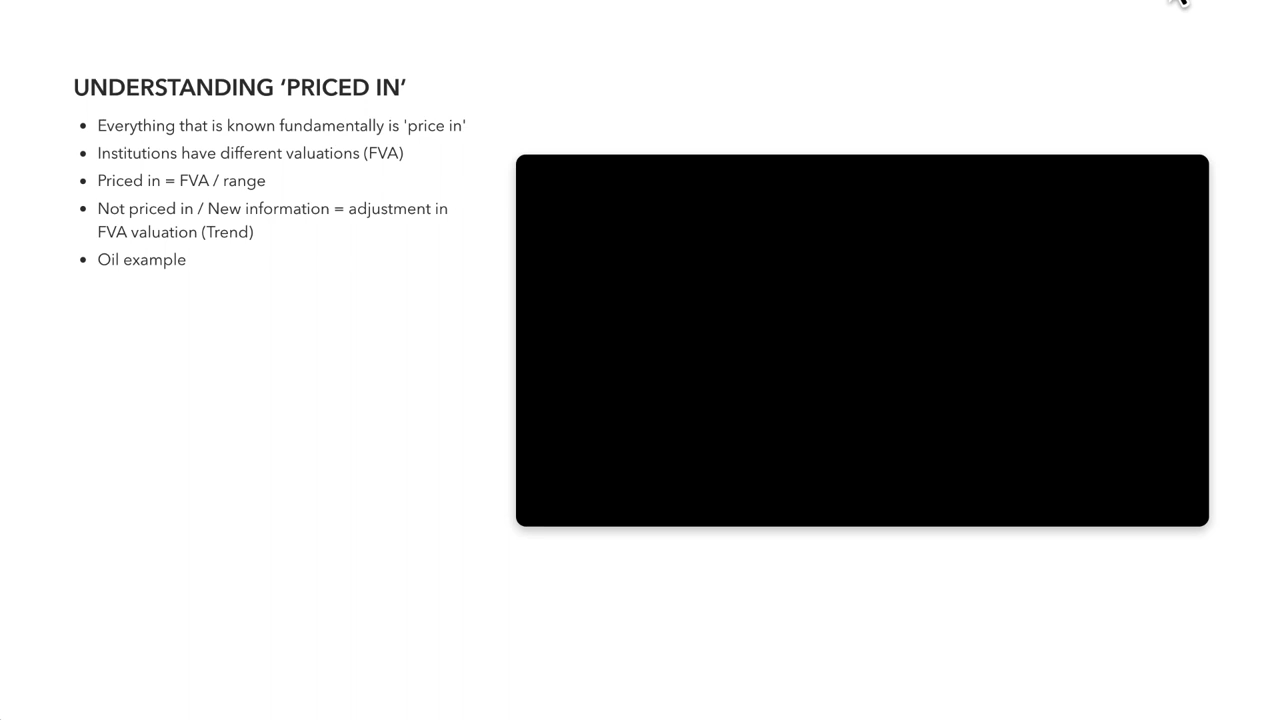 UNDERSTANDING ‘PRICED IN’
• Everything that is known fundamentally is 'price in'
• Institutions have different valuations (FVA)
• Priced in = FVA / range
• Not priced in / New information = adjustment in
FVA valuation (Trend)
• Oil example